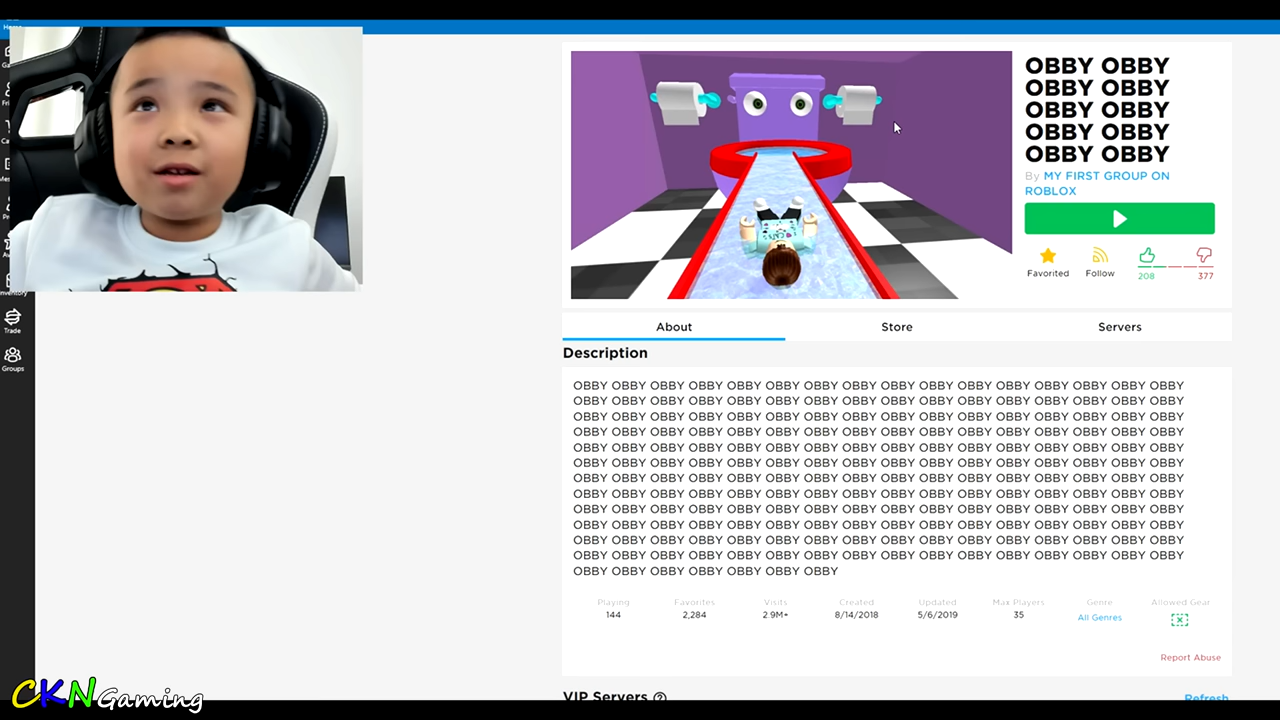 OBBY OBBY
OBBY OBBY
OBBY OBBY
OBBY OBBY
OBBY OBBY
By MY FIRST GROUP ON
ROBLOX
Favorited
Follow
208
377
Trade
Groups
About
Store
Servers
Description
OBBY OBBY OBBY OBBY OBBY OBBY OBBY OBBY OBBY OBBY OBBY OBBY OBBY OBBY OBBY OBBY
OBBY OBBY OBBY OBBY OBBY OBBY OBBY OBBY OBBY OBBY OBBY OBBY OBBY OBBY OBBY OBBY
OBBY OBBY OBBY OBBY OBBY OBBY OBBY OBBY OBBY OBBY OBBY OBBY OBBY OBBY OBBY OBBY
OBBY OBBY OBBY OBBY OBBY OBBY OBBY OBBY OBBY OBBY OBBY OBBY OBBY OBBY OBBY OBBY
OBBY OBBY OBBY OBBY OBBY OBBY OBBY OBBY OBBY OBBY OBBY OBBY OBBY OBBY OBBY OBBY
OBBY OBBY OBBY OBBY OBBY OBBY OBBY OBBY OBBY OBBY OBBY OBBY OBBY OBBY OBBY OBBY
OBBY OBBY OBBY OBBY OBBY OBBY OBBY OBBY OBBY OBBY OBBY OBBY OBBY OBBY OBBY OBBY
OBBY OBBY OBBY OBBY OBBY OBBY OBBY OBBY OBBY OBBY OBBY OBBY OBBY OBBY OBBY OBBY
OBBY OBBY OBBY OBBY OBBY OBBY OBBY OBBY OBBY OBBY OBBY OBBY OBBY OBBY OBBY OBBY
OBBY OBBY OBBY OBBY OBBY OBBY OBBY OBBY OBBY OBBY OBBY OBBY OBBY OBBY OBBY OBBY
OBBY OBBY OBBY OBBY OBBY OBBY OBBY OBBY OBBY OBBY OBBY OBBY OBBY OBBY OBBY OBBY
OBBY OBBY OBBY OBBY OBBY OBBY OBBY OBBY OBBY OBBY OBBY OBBY OBBY OBBY OBBY OBBY
OBBY OBBY OBBY OBBY OBBY OBBY OBBY
Playing Favorites Visits Created Updated Max Players Genre Allowed Gear
144 2,284 2.9M+ 8/14/2018 5/6/2019 35 All Genres
Report Abuse
VIP Servers
Refresh
CKNGaming